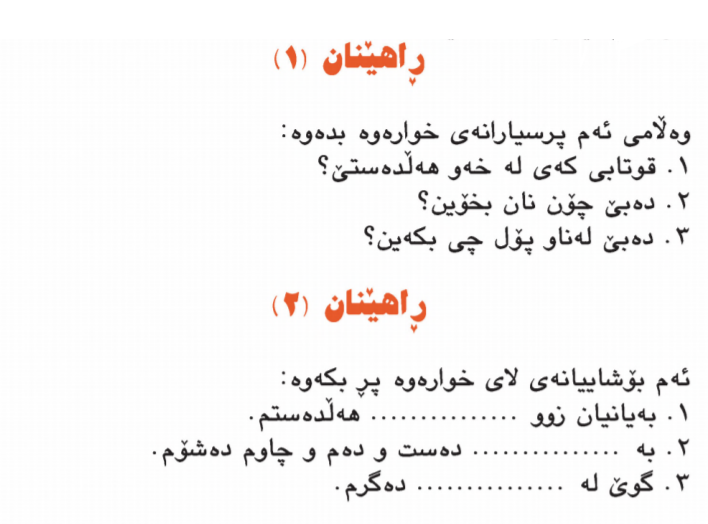 ڕاهێنان (١)
وەڵامی ئەم پرسیارانەی خوارەوە بدەوە:
١. قوتابی کەی لە خەو هەڵدەستێ؟
٢. دەبێ چۆن نان بخۆین؟
٣. دەبێ لەناو پۆل چی بکەین؟
ڕاهێنان (٢)
ئەم بۆشاییانەی لای خوارەوە پڕ بکەوە:
١. بەیانیان زوو ............... هەڵدەستم.
٢. بە ............... دەست و دەم و چاوم دەشۆم.
٣. گوێ لە ............... دەگرم.